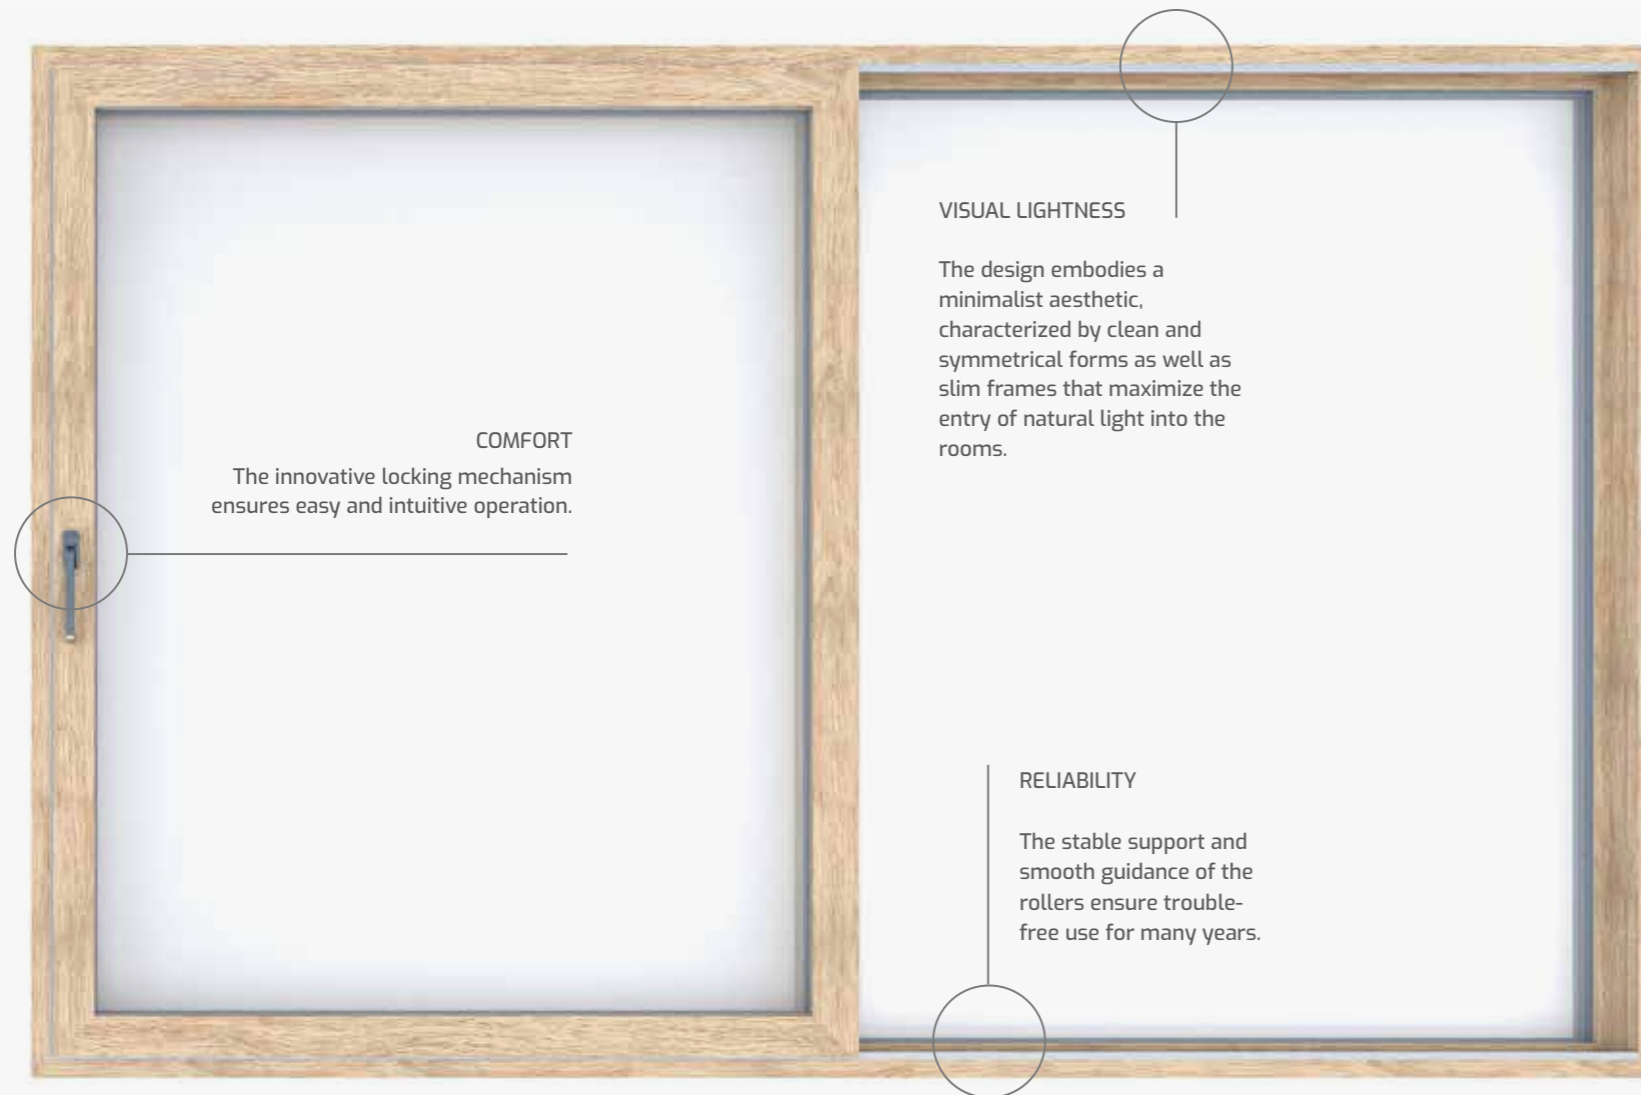 COMFORT
The innovative locking mechanism
ensures easy and intuitive operation.
VISUAL LIGHTNESS
The design embodies a
minimalist aesthetic,
characterized by clean and
symmetrical forms as well as
slim frames that maximize the
entry of natural light into the
rooms.
RELIABILITY
The stable support and
smooth guidance of the
rollers ensure trouble-
free use for many years.